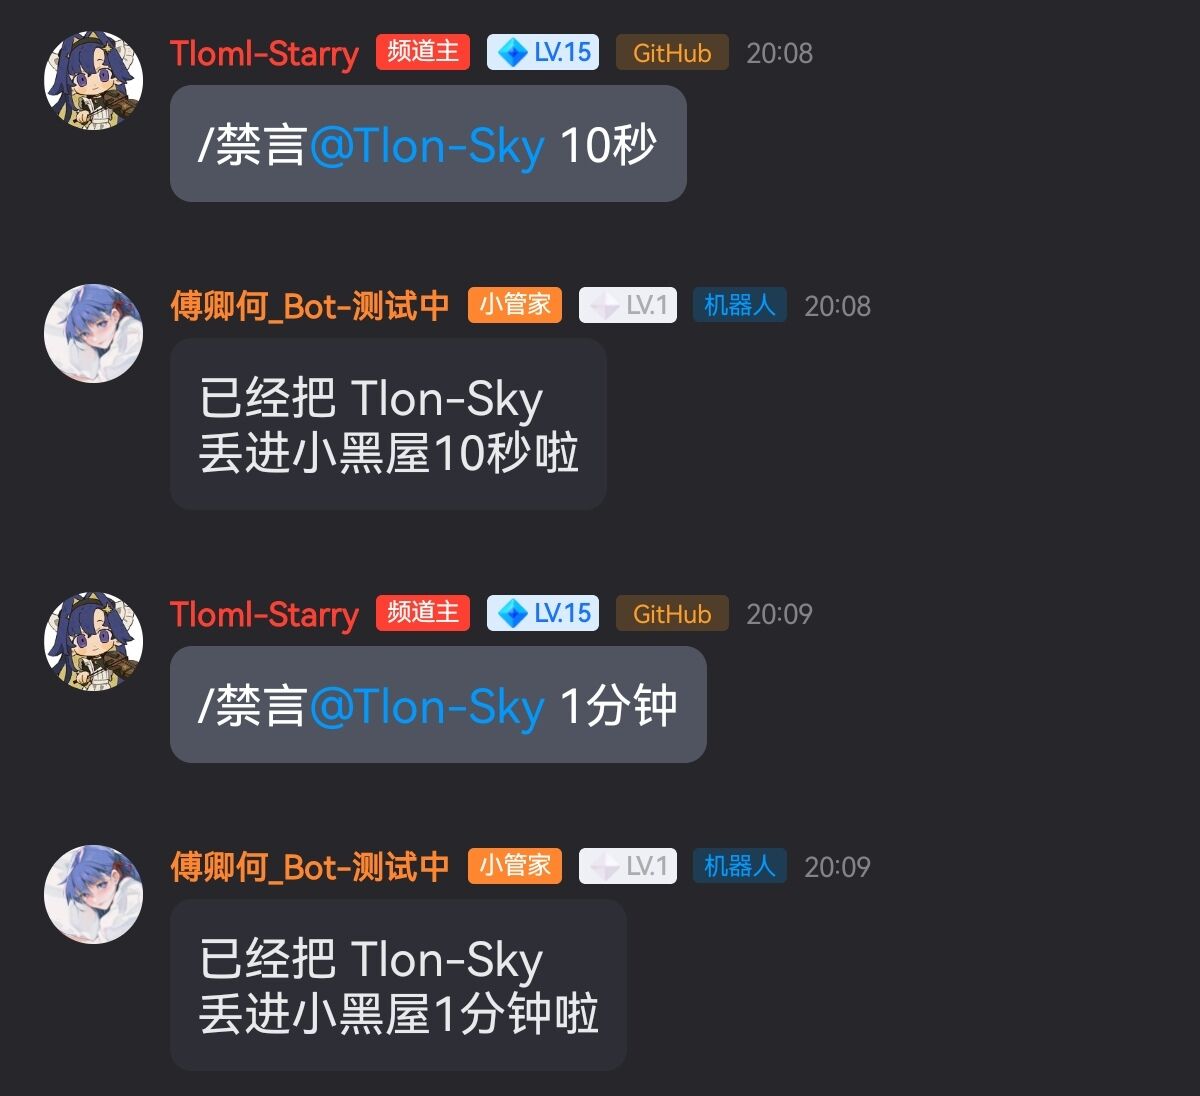 Tloml-Starry 频道主 LV.15 GitHub 20:08
/禁言@Tlon-Sky 10秒
傅卿何_Bot-测试中 小管家 LV.1 机器人 20:08
已经把 Tlon-Sky
丢进小黑屋10秒啦
Tloml-Starry 频道主 LV.15 GitHub 20:09
/禁言@Tlon-Sky 1分钟
傅卿何_Bot-测试中 小管家 LV.1 机器人 20:09
已经把 Tlon-Sky
丢进小黑屋1分钟啦